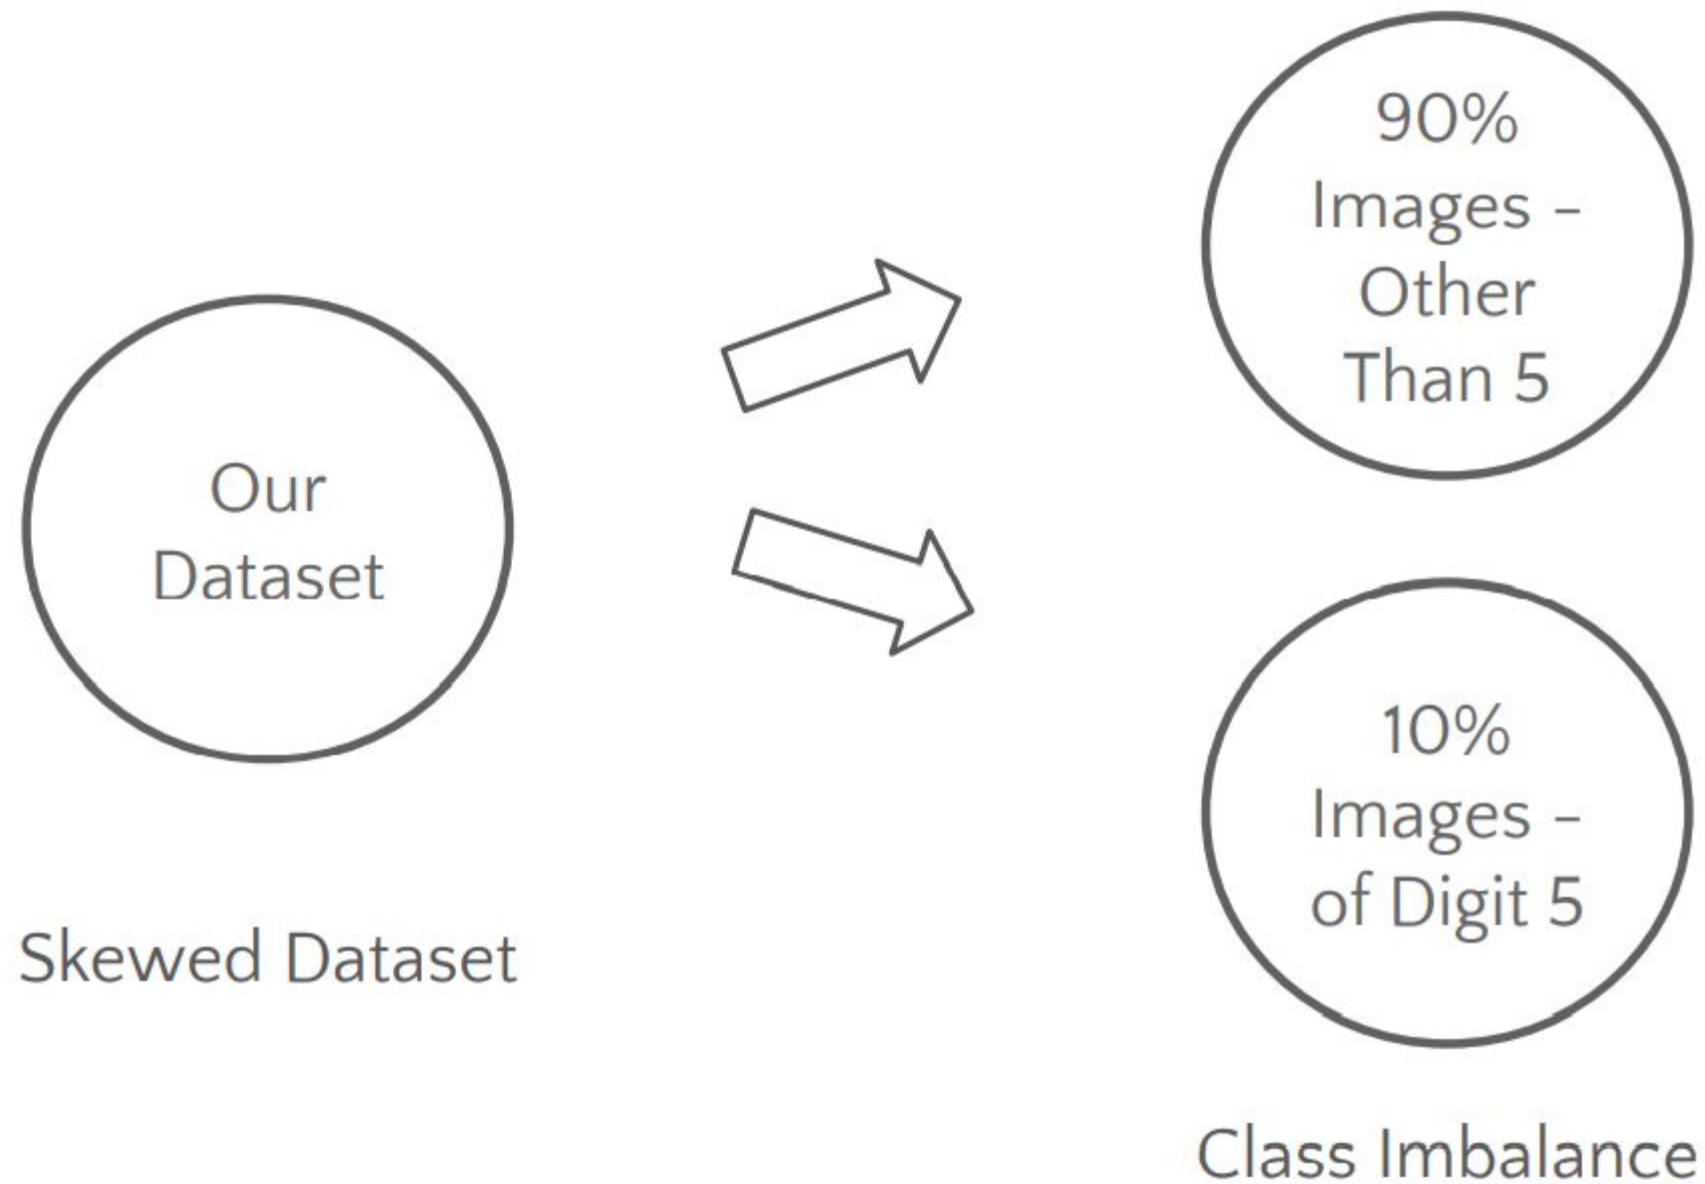 Our
Dataset
Skewed Dataset
90%
Images –
Other
Than 5
10%
Images –
of Digit 5
Class Imbalance